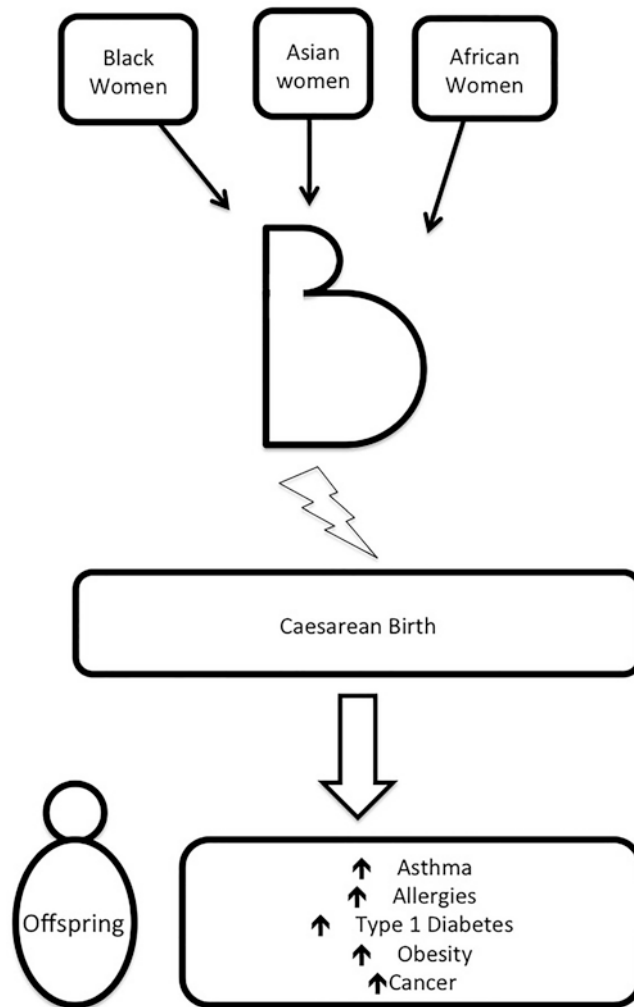 Black
Women
Asian
women
African
Women
Caesarean Birth
Offspring
↑ Asthma
↑ Allergies
↑ Type 1 Diabetes
↑ Obesity
↑Cancer